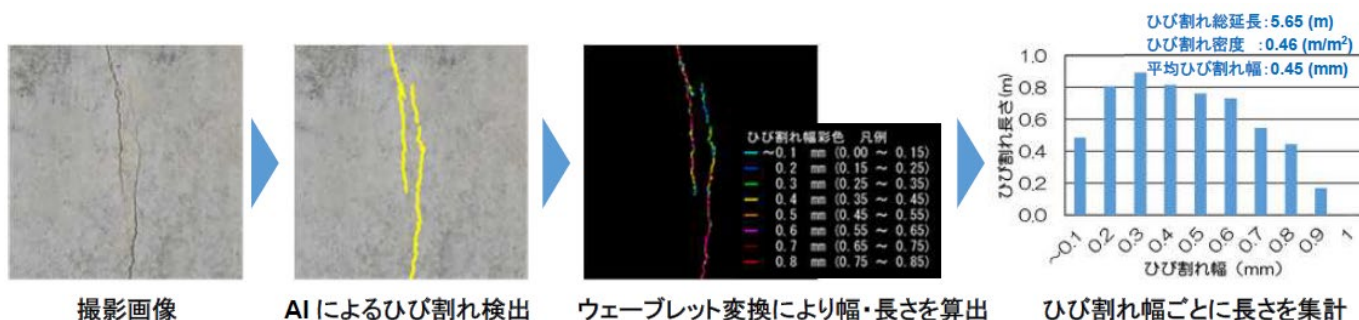 撮影画像
AI によるひび割れ検出
ひび割れ幅彩色 凡例
～0.1 mm (0.00 ～ 0.15)
0.2 mm (0.15 ～ 0.25)
0.3 mm (0.25 ～ 0.35)
0.4 mm (0.35 ～ 0.45)
0.5 mm (0.45 ～ 0.55)
0.6 mm (0.55 ～ 0.65)
0.7 mm (0.65 ～ 0.75)
0.8 mm (0.75 ～ 0.85)
ウェーブレット変換により幅・長さを算出
ひび割れ総延長：5.65 (m)
ひび割れ密度 ：0.46 (m/m²)
平均ひび割れ幅：0.45 (mm)
ひび割れ長さ(m)
1.0
0.8
0.6
0.4
0.2
0.0
～0.1 0.2 0.3 0.4 0.5 0.6 0.7 0.8 0.9 1
ひび割れ幅（mm）
ひび割れ幅ごとに長さを集計